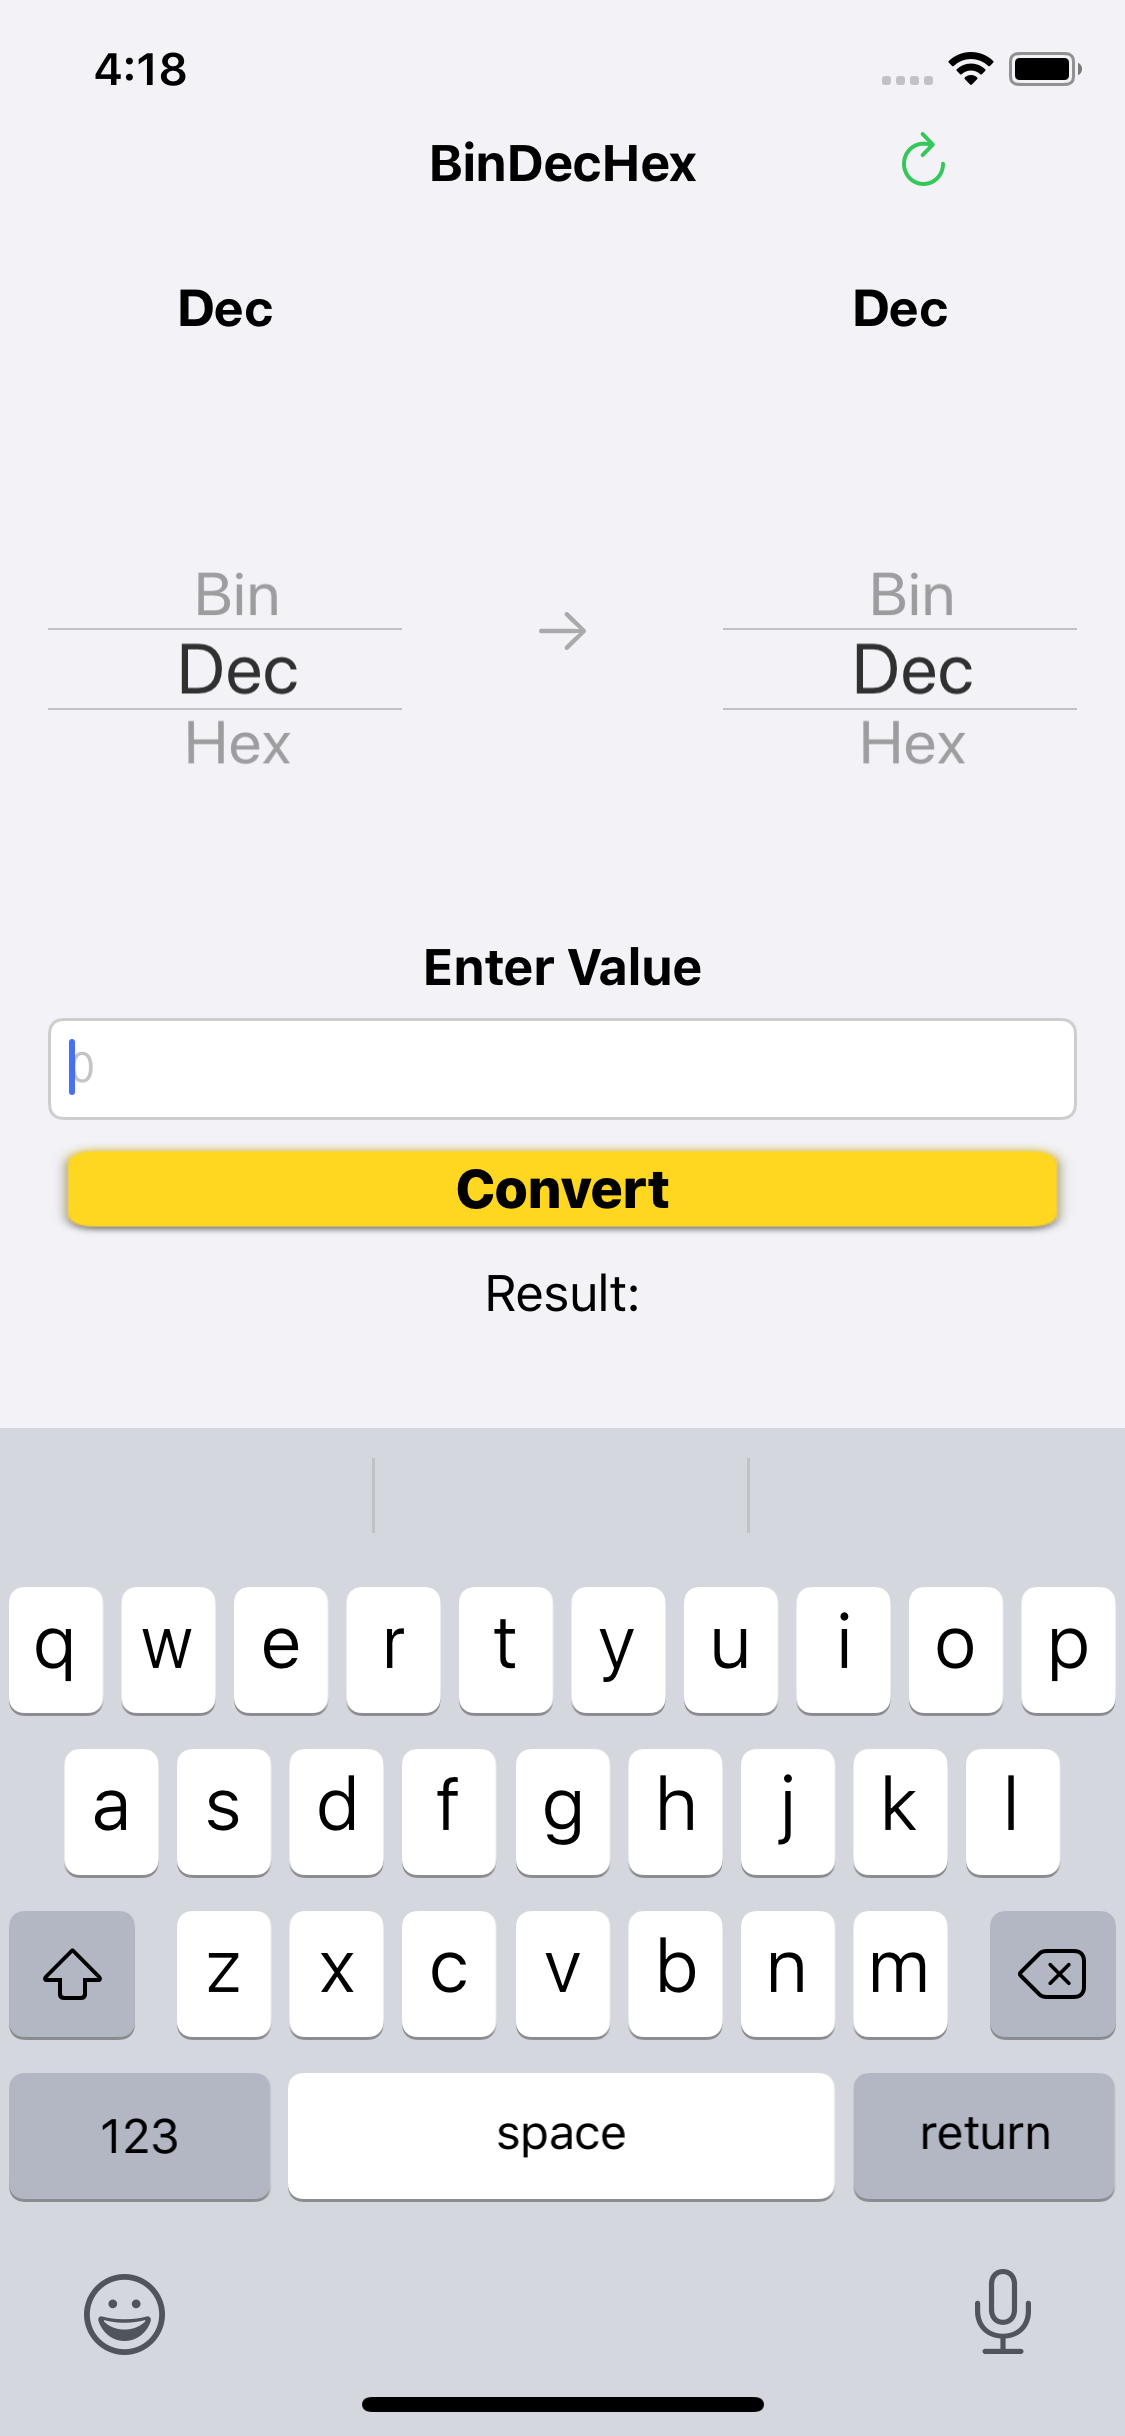 4:18
BinDecHex
Dec Dec
Bin Bin
Dec Dec
Hex Hex
Enter Value
0
Convert
Result:
q w e r t y u i o p
a s d f g h j k l
z x c v b n m
123 space return